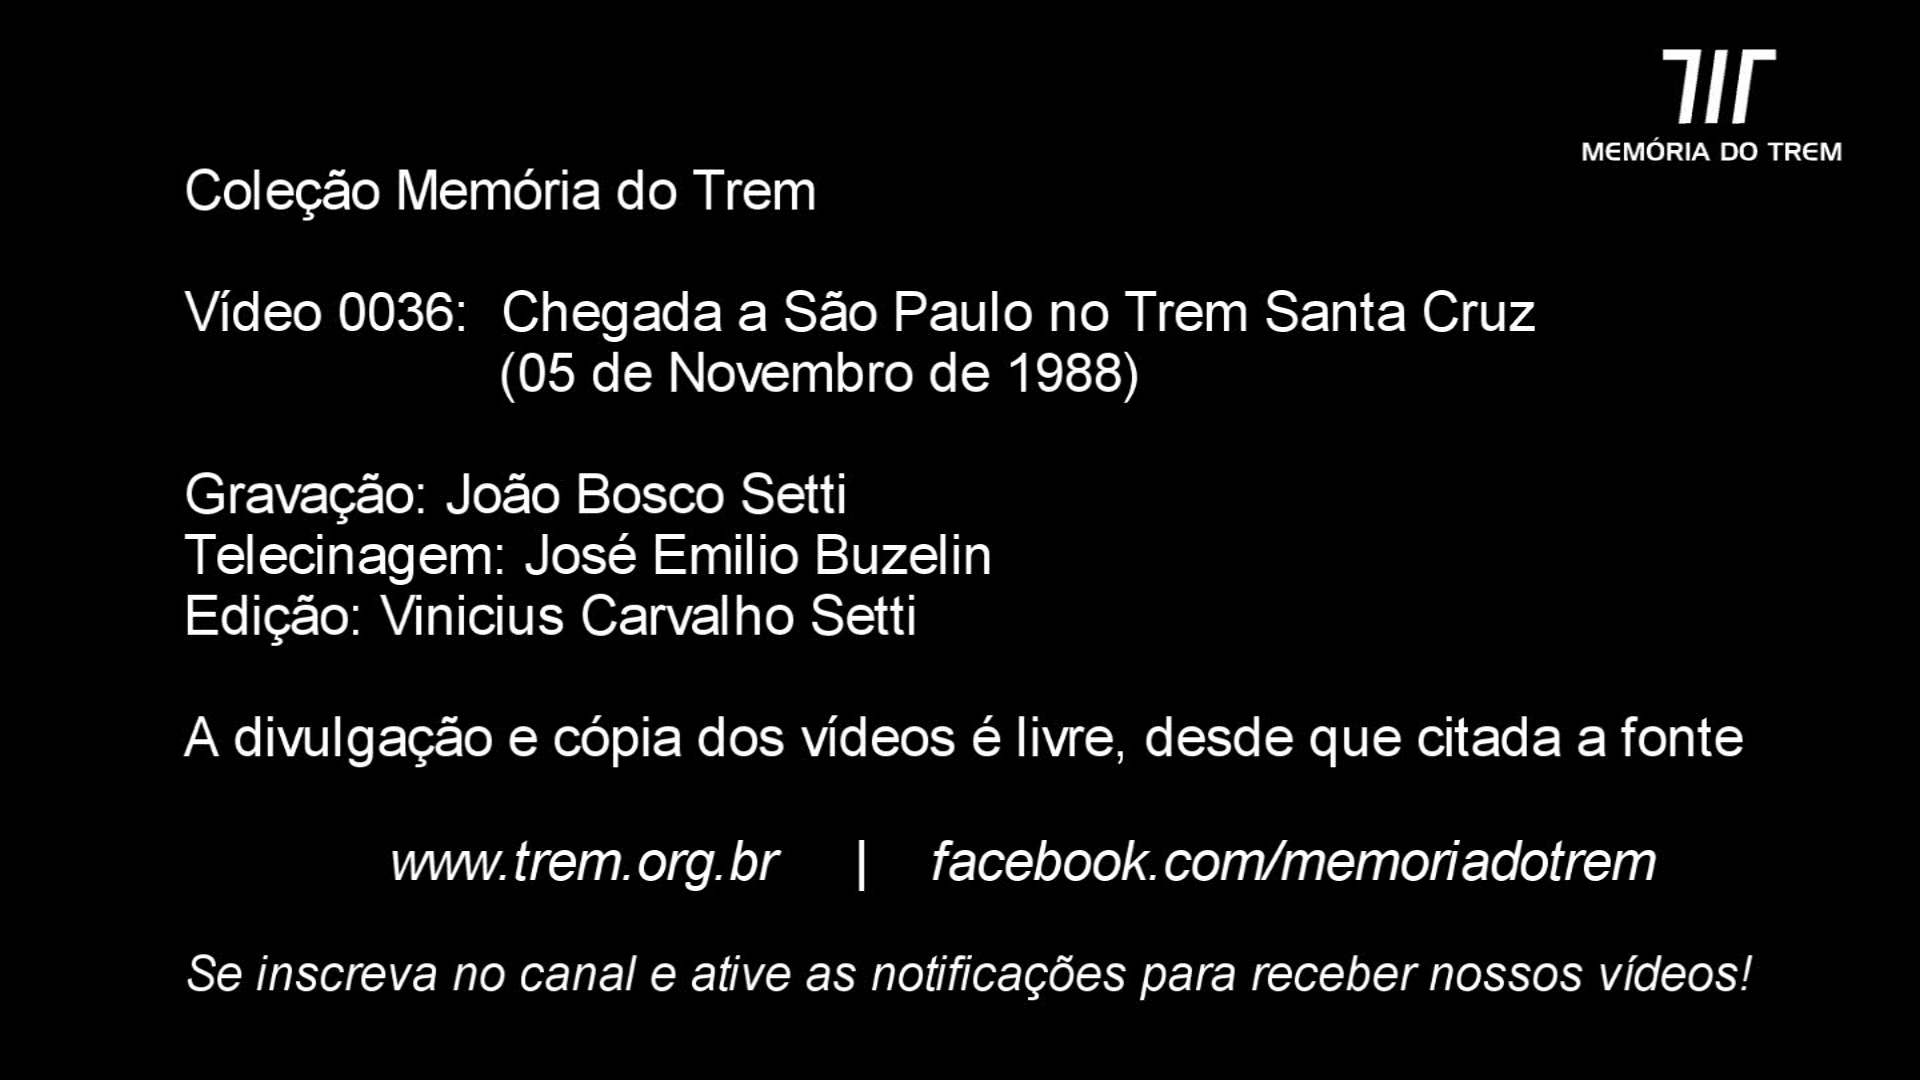 MEMÓRIA DO TREM
Coleção Memória do Trem
Vídeo 0036: Chegada a São Paulo no Trem Santa Cruz
(05 de Novembro de 1988)
Gravação: João Bosco Setti
Telecinagem: José Emilio Buzelin
Edição: Vinicius Carvalho Setti
A divulgação e cópia dos vídeos é livre, desde que citada a fonte
www.trem.org.br | facebook.com/memoriadotrem
Se inscreva no canal e ative as notificações para receber nossos vídeos!